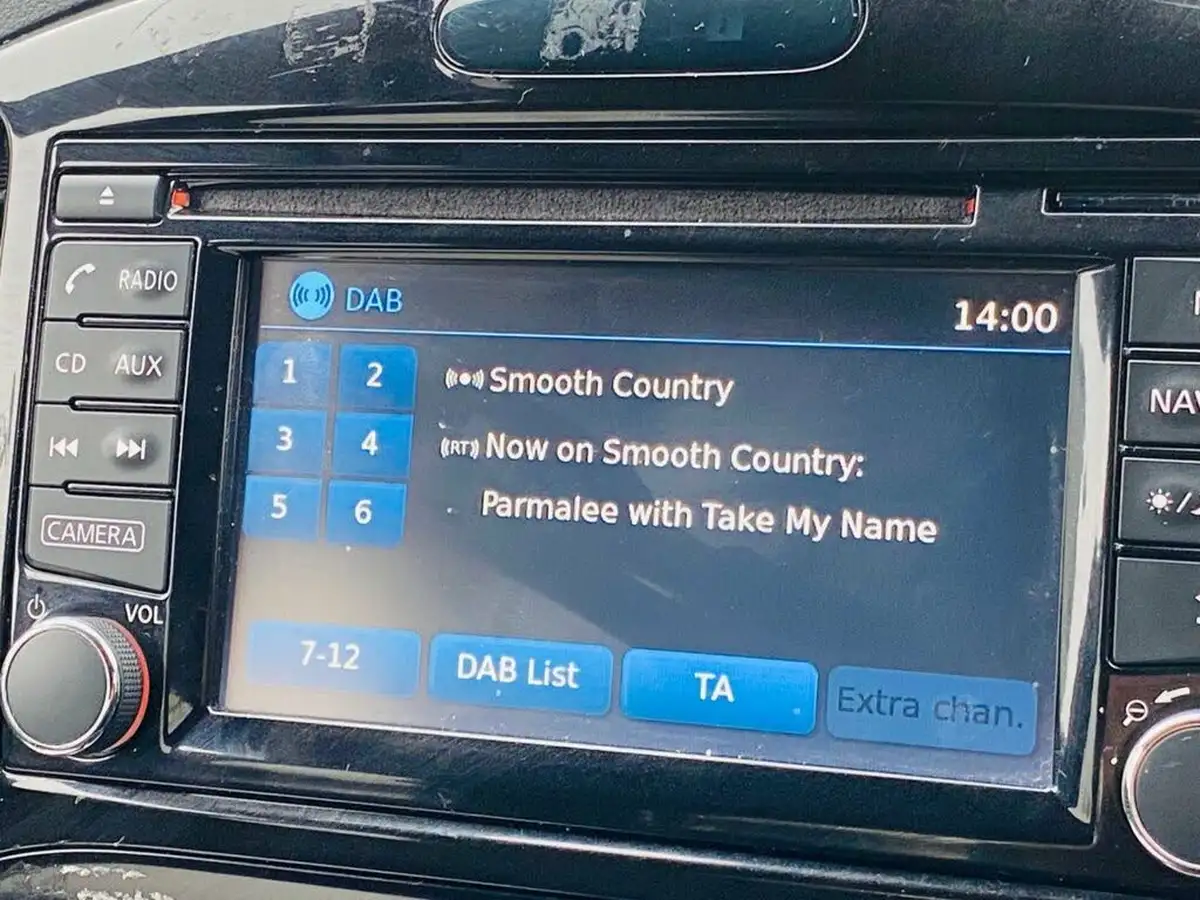 RADIO
CD AUX
CAMERA
VOL
DAB
14:00
1 2
3 4
5 6
Smooth Country
(RT) Now on Smooth Country:
Parmalee with Take My Name
7-12
DAB List
TA
Extra chan.